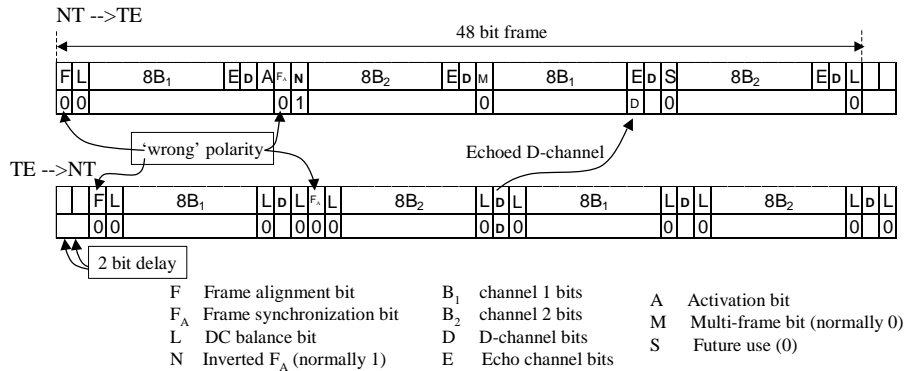 NT -->TE
48 bit frame
F L 8B₁ E D A F_A N 8B₂ E D M 8B₁ E D S 8B₂ E D L
0 0 0 1 0 D 0 0
'wrong' polarity
Echoed D-channel
TE -->NT
F L 8B₁ L D L F_A L 8B₂ L D L 8B₁ L D L 8B₂ L D L
0 0 0 0 0 0 0 D 0 0 0 0 0
2 bit delay
F Frame alignment bit B₁ channel 1 bits A Activation bit
F_A Frame synchronization bit B₂ channel 2 bits M Multi-frame bit (normally 0)
L DC balance bit D D-channel bits S Future use (0)
N Inverted F_A (normally 1) E Echo channel bits